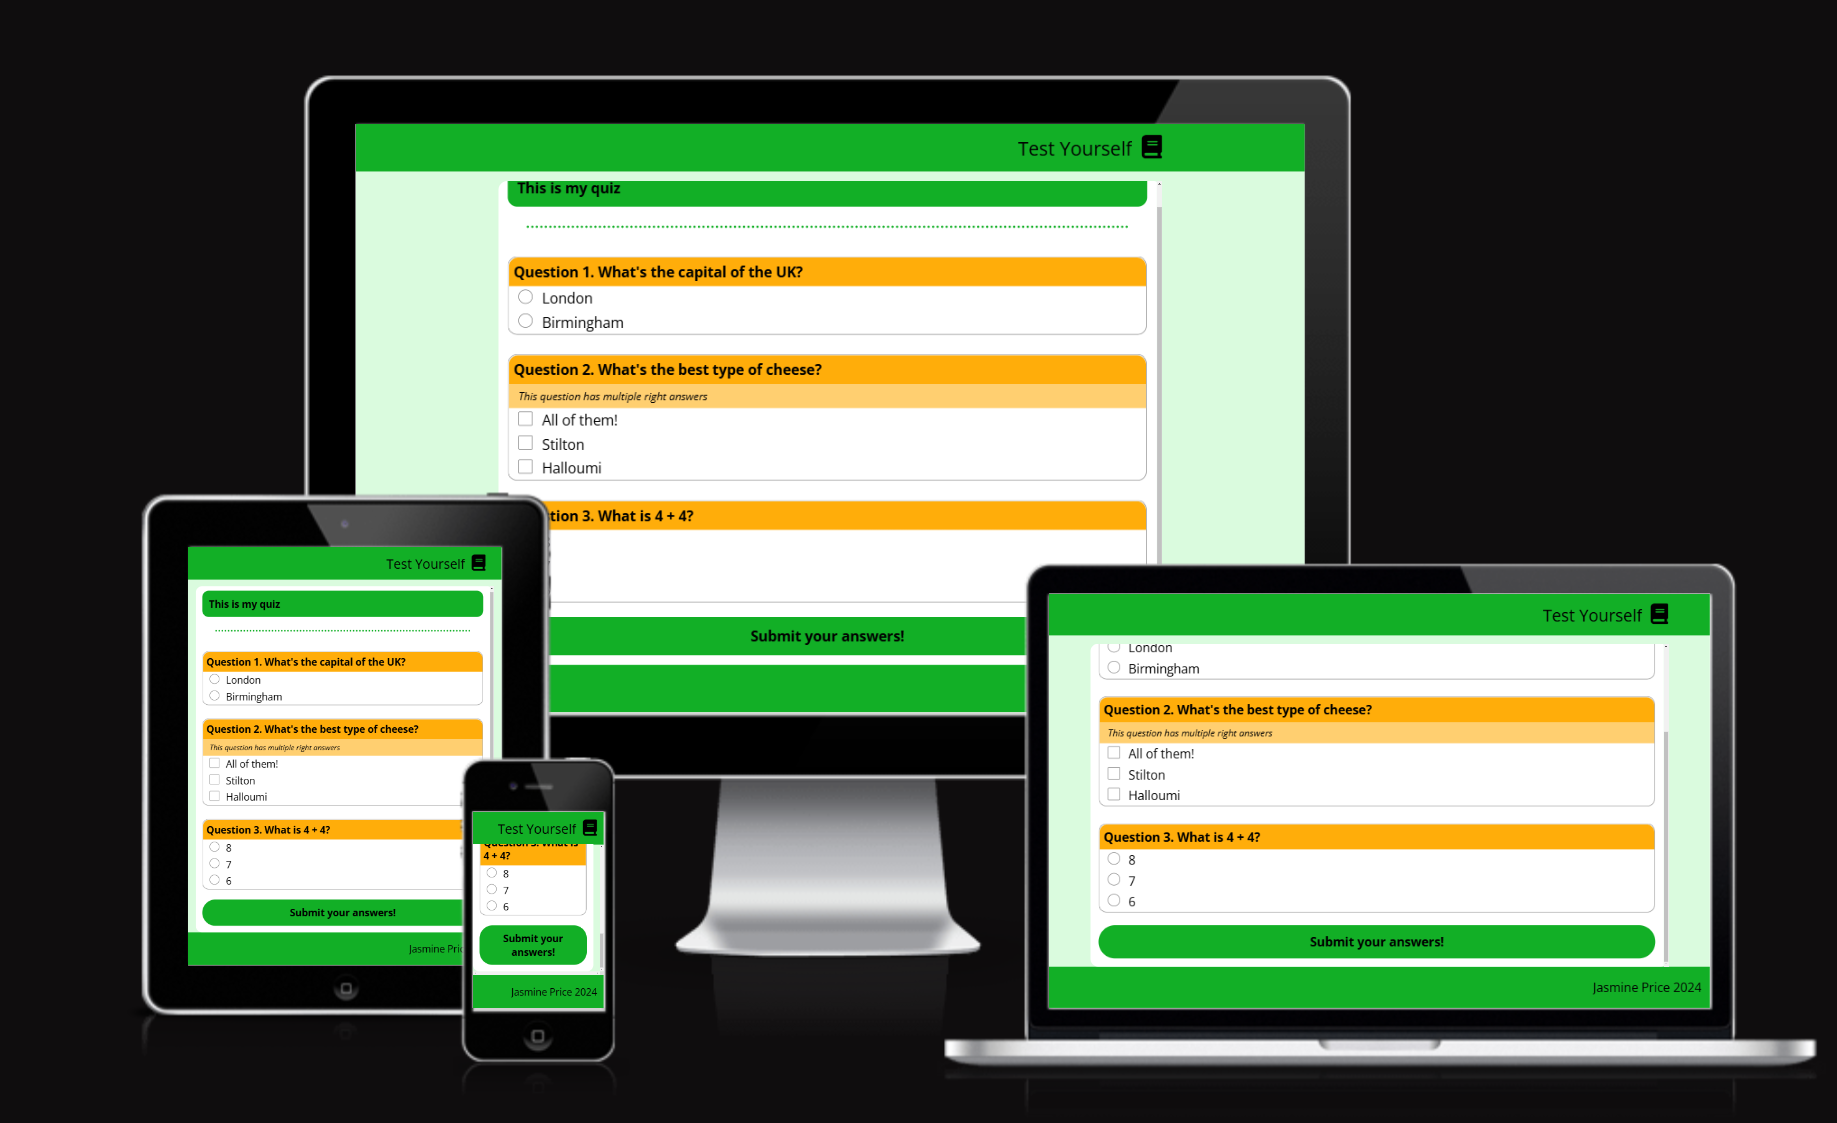 Test Yourself
This is my quiz
Question 1. What's the capital of the UK?
London
Birmingham
Question 2. What's the best type of cheese?
This question has multiple right answers
All of them!
Stilton
Halloumi
tion 3. What is 4 + 4?
Submit your answers!
Test Yourself
This is my quiz
Question 1. What's the capital of the UK?
London
Birmingham
Question 2. What's the best type of cheese?
This question has multiple right answers
All of them!
Stilton
Halloumi
Question 3. What is 4 + 4?
8
7
6
Submit your answers!
Jasmine Pric
Test Yourself
Question 3. What is
4 + 4?
8
7
6
Submit your
answers!
Jasmine Price 2024
Test Yourself
London
Birmingham
Question 2. What's the best type of cheese?
This question has multiple right answers
All of them!
Stilton
Halloumi
Question 3. What is 4 + 4?
8
7
6
Submit your answers!
Jasmine Price 2024